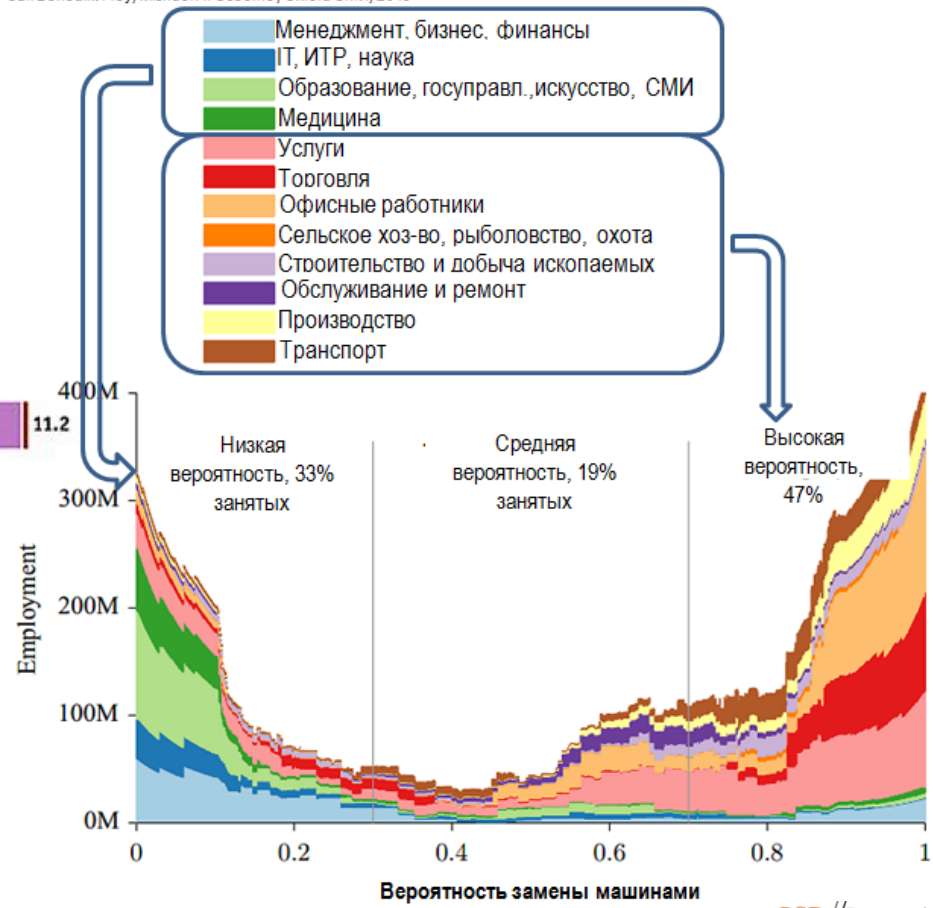 Менеджмент, бизнес, финансы
IT, ИТР, наука
Образование, госуправл.,искусство, СМИ
Медицина
Услуги
Торговля
Офисные работники
Сельское хоз-во, рыболовство, охота
Строительство и добыча ископаемых
Обслуживание и ремонт
Производство
Транспорт
11.2
400M
300M
200M
100M
0M
Employment
Низкая
вероятность, 33%
занятых
Средняя
вероятность, 19%
занятых
Высокая
вероятность,
47%
0 0.2 0.4 0.6 0.8 1
Вероятность замены машинами